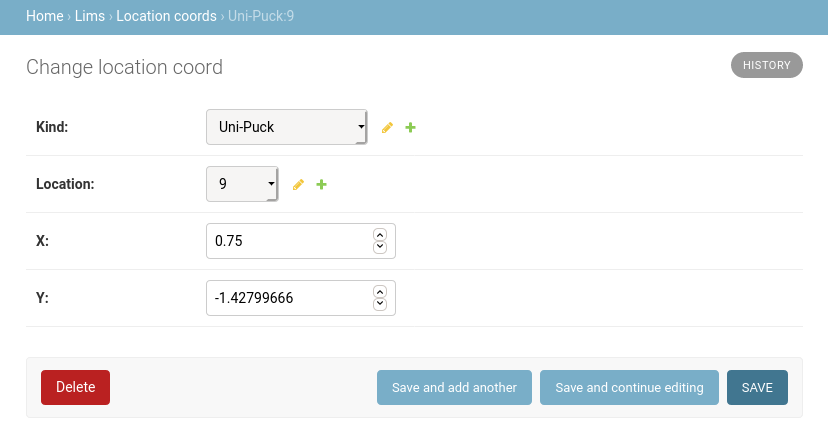 Home › Lims › Location coords › Uni-Puck:9
Change location coord
HISTORY
Kind:
Uni-Puck
Location:
9
X:
0.75
Y:
-1.42799666
Delete
Save and add another
Save and continue editing
SAVE